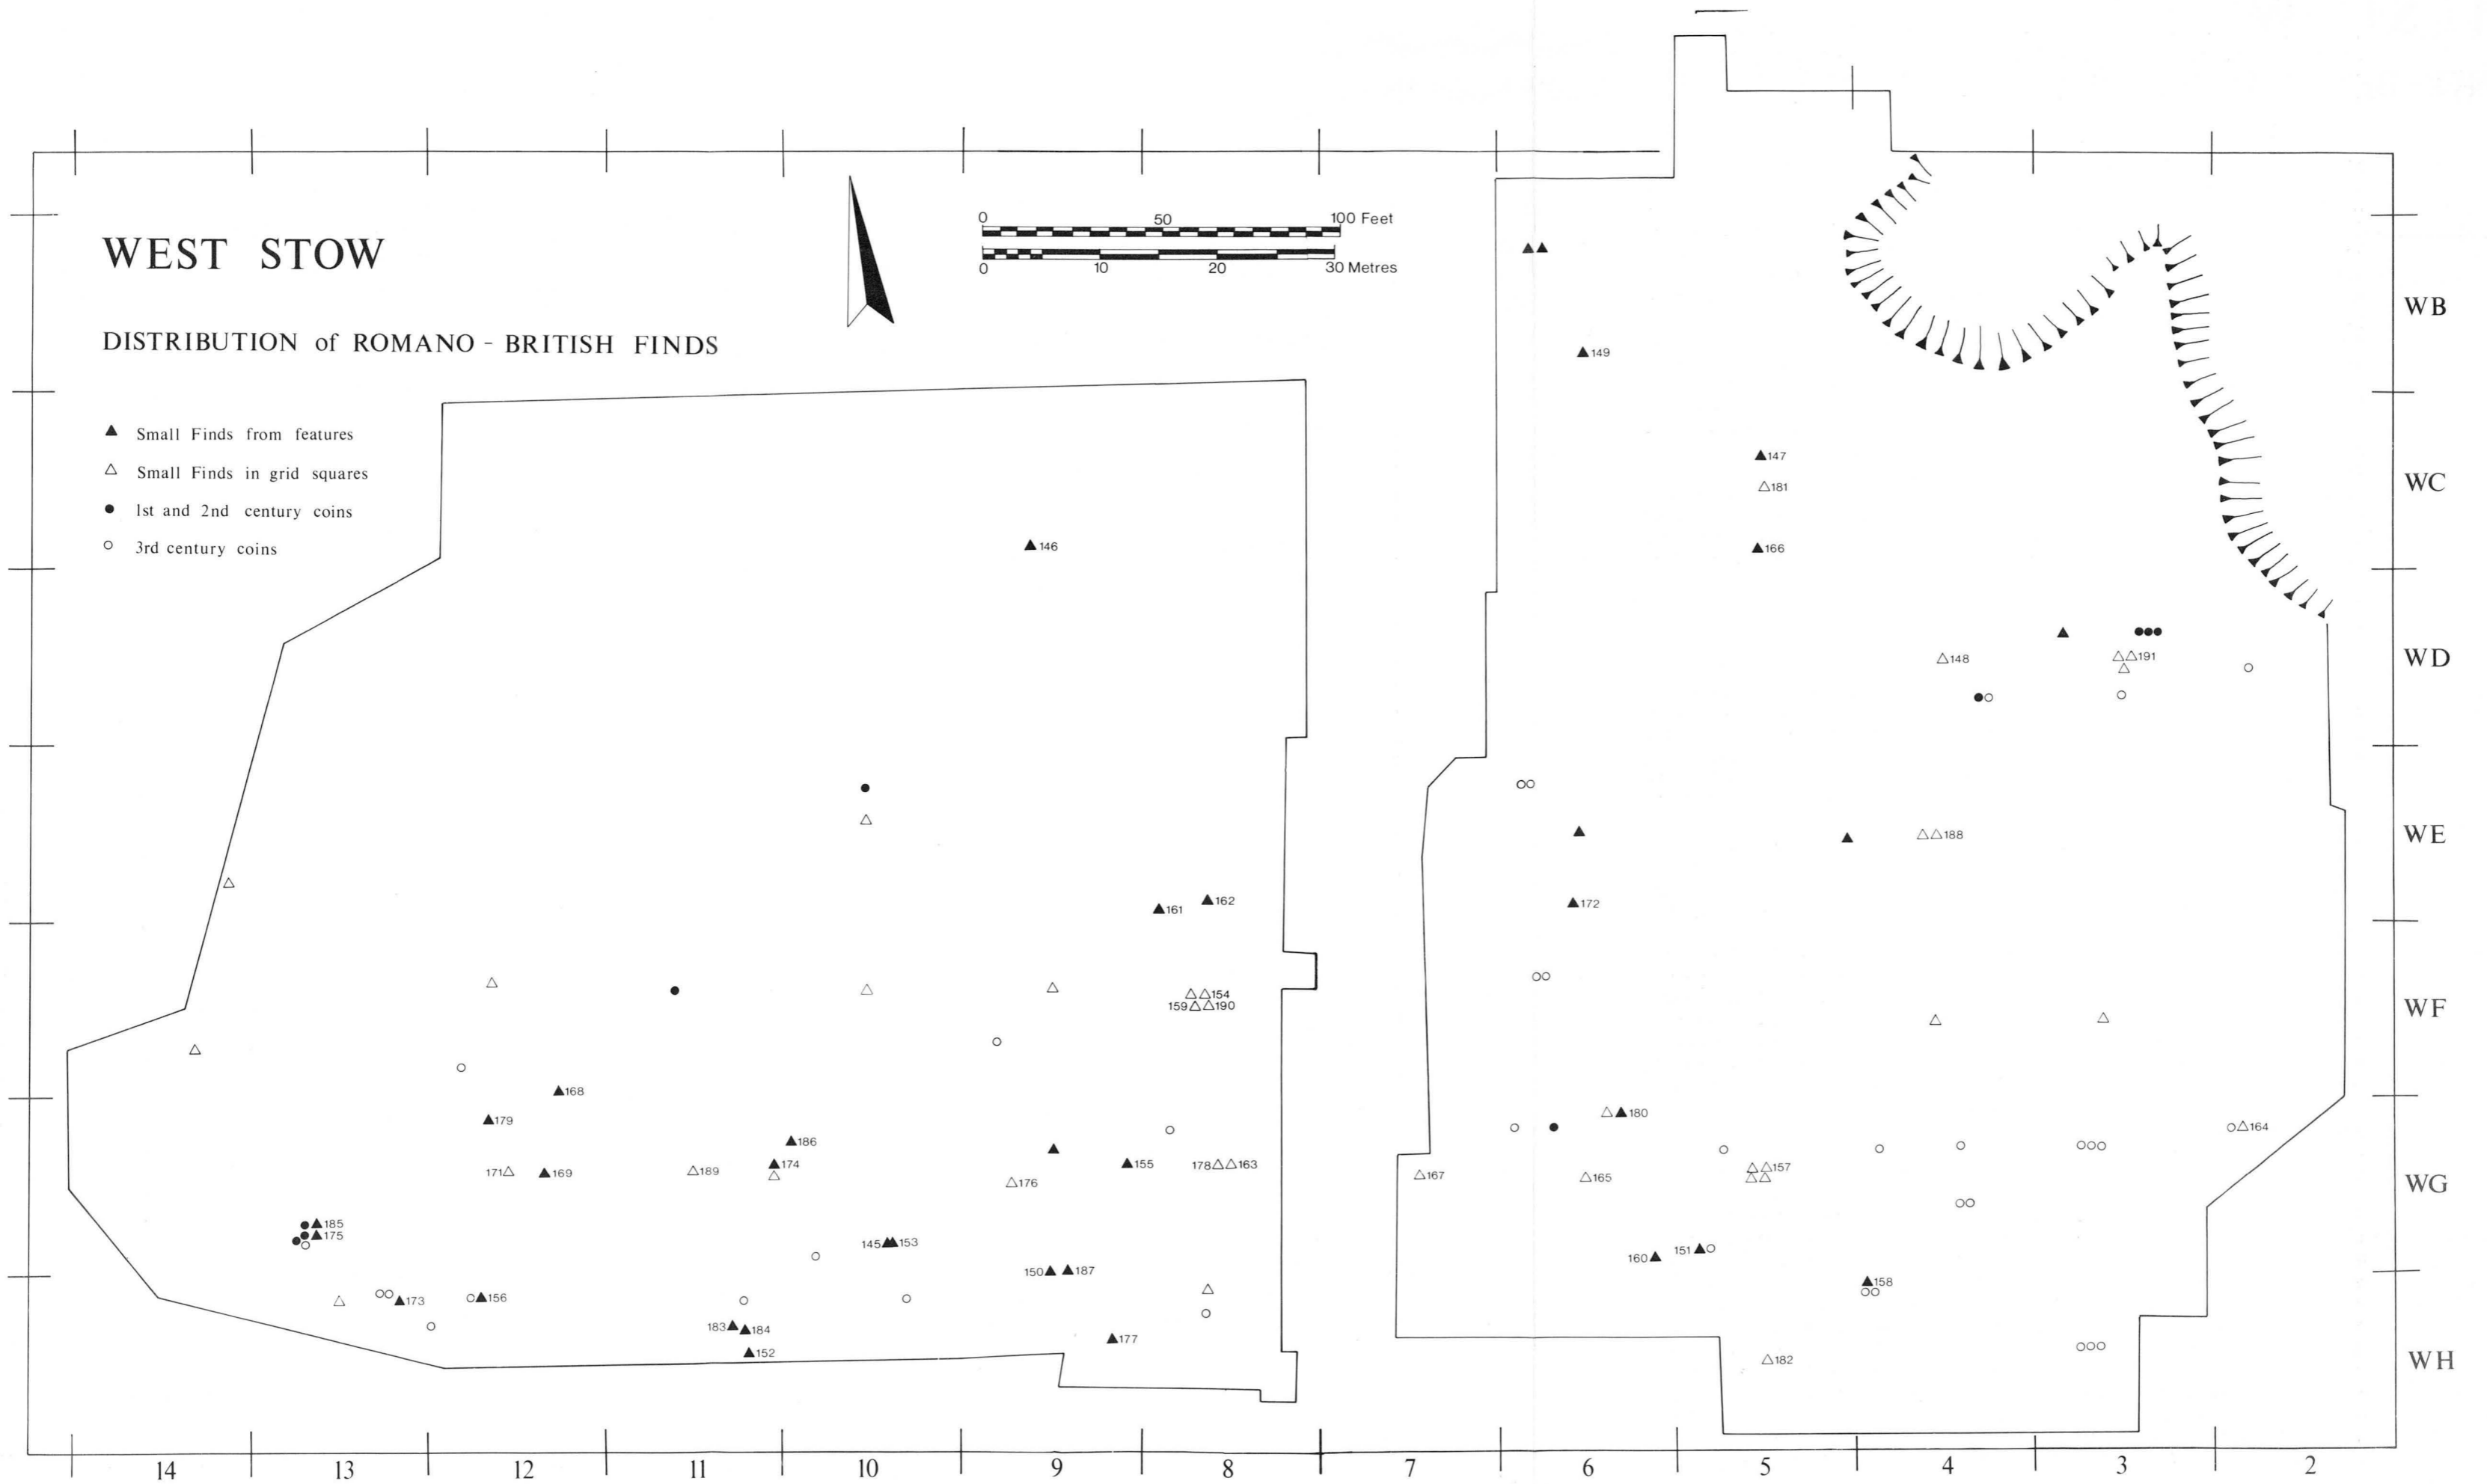 WEST STOW
DISTRIBUTION of ROMANO - BRITISH FINDS
Small Finds from features
Small Finds in grid squares
1st and 2nd century coins
3rd century coins
0 50 100 Feet
0 10 20 30 Metres
WB
149
147
WC
181
146
166
WD
148
191
WE
188
162
161
172
154
159 190
WF
168
180
179
164
186
174
155
178 163
157
171 169
189
176
167
165
WG
185
175
145 153
151
160
150 187
158
173
156
183 184
177
152
182
WH
14 13 12 11 10 9 8 7 6 5 4 3 2